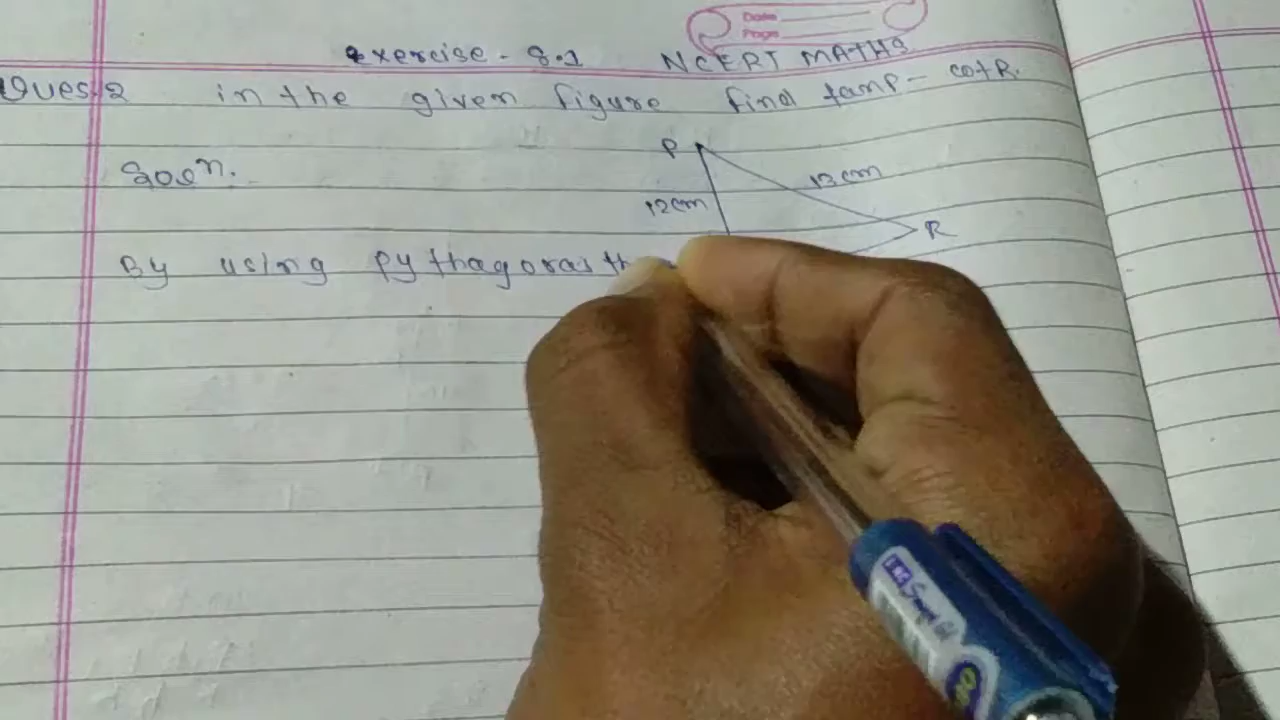 Date
Page
exercise - 8.1 NCERT MATHS
Ques 2 in the given figure find tanp - cotR.
P
Soln.
13cm
12cm
R
By using pythagoras th